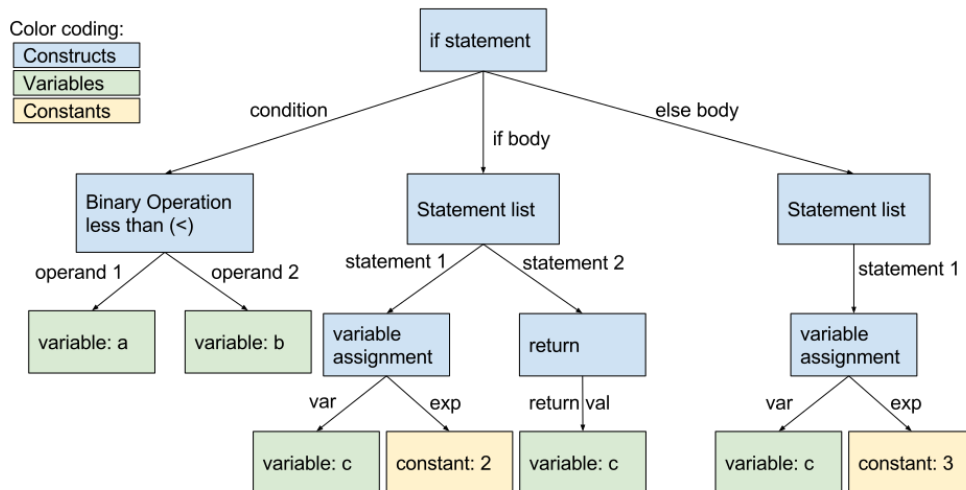 Color coding:
Constructs
Variables
Constants
if statement
condition
if body
else body
Binary Operation
less than (<)
Statement list
Statement list
operand 1
operand 2
statement 1
statement 2
statement 1
variable: a
variable: b
variable
assignment
return
variable
assignment
var
exp
return val
var
exp
variable: c
constant: 2
variable: c
variable: c
constant: 3